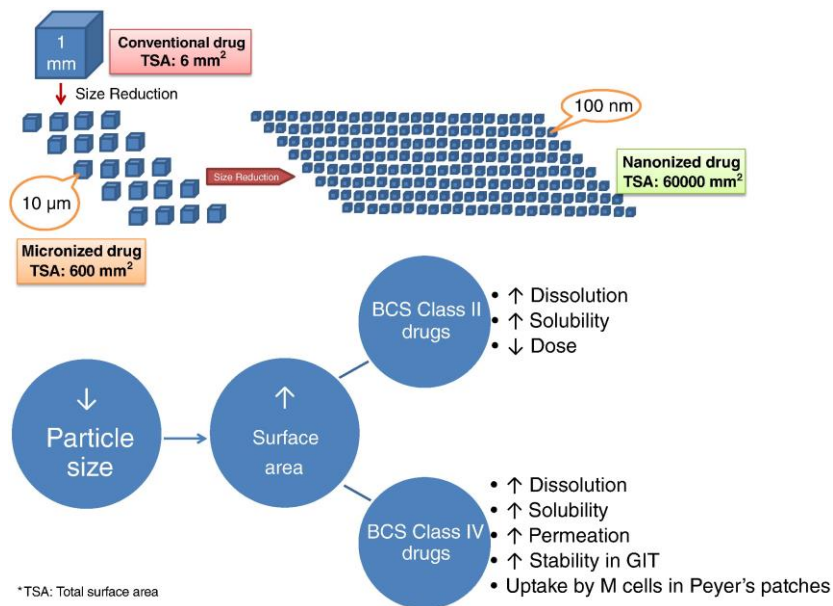 1
mm
Conventional drug
TSA: 6 mm²
Size Reduction
100 nm
Size Reduction
Nanonized drug
TSA: 60000 mm²
10 µm
Micronized drug
TSA: 600 mm²
BCS Class II
drugs
• ↑ Dissolution
• ↑ Solubility
• ↓ Dose
↓
Particle
size
↑
Surface
area
BCS Class IV
drugs
• ↑ Dissolution
• ↑ Solubility
• ↑ Permeation
• ↑ Stability in GIT
• Uptake by M cells in Peyer's patches
*TSA: Total surface area